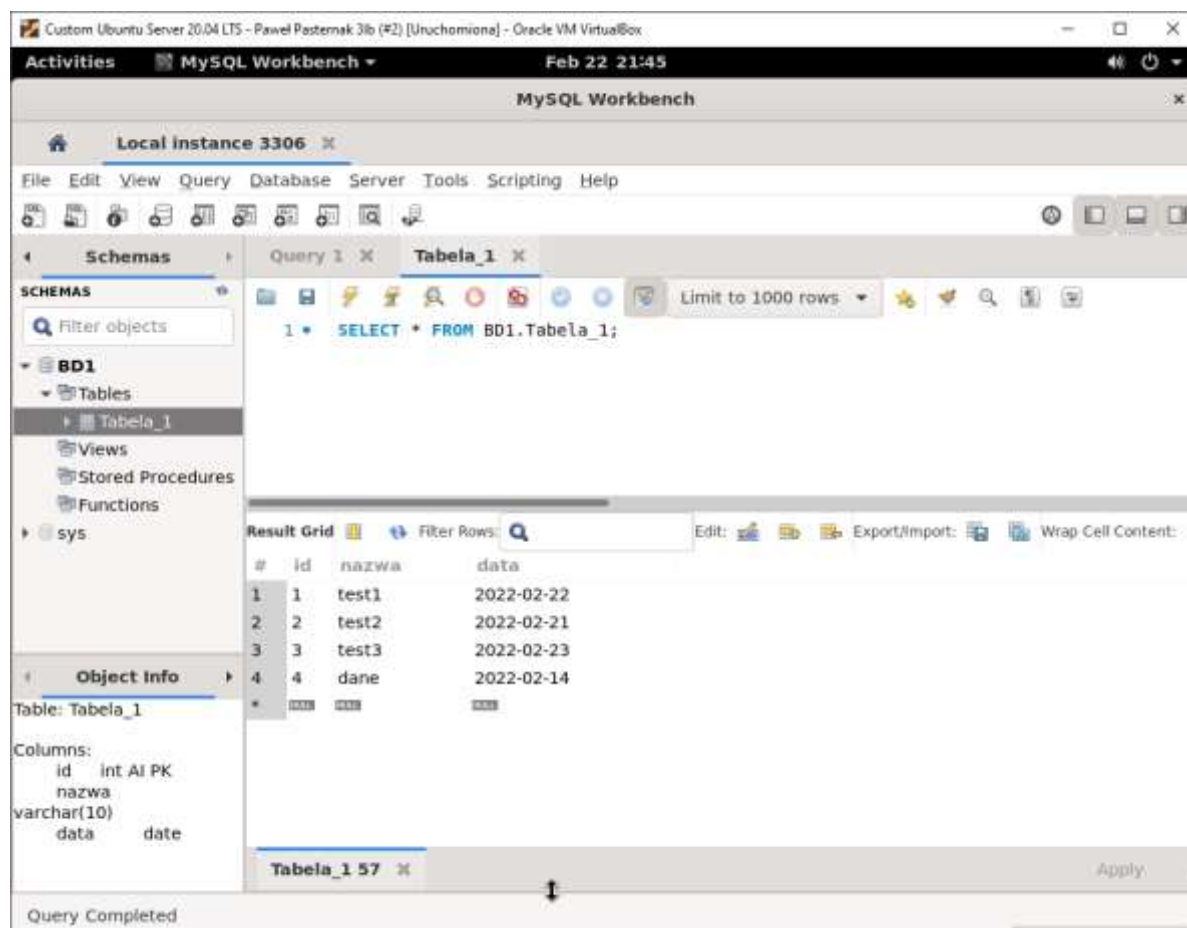 Custom Ubuntu Server 20.04 LTS - Paweł Pasternak 3lb (#2) [Uruchomiona] - Oracle VM VirtualBox
Activities MySQL Workbench Feb 22 21:45
MySQL Workbench
Local instance 3306
File Edit View Query Database Server Tools Scripting Help
Schemas Query 1 Tabela_1
SCHEMAS Limit to 1000 rows
Filter objects
1 SELECT * FROM BD1.Tabela_1;
BD1
Tables
Tabela_1
Views
Stored Procedures
Functions
sys
Result Grid Filter Rows: Edit: Export/Import: Wrap Cell Content:
# id nazwa data
1 1 test1 2022-02-22
2 2 test2 2022-02-21
3 3 test3 2022-02-23
4 4 dane 2022-02-14
* NULL NULL NULL
Object Info
Table: Tabela_1
Columns:
id int AI PK
nazwa
varchar(10)
data date
Tabela_1 57 Apply
Query Completed